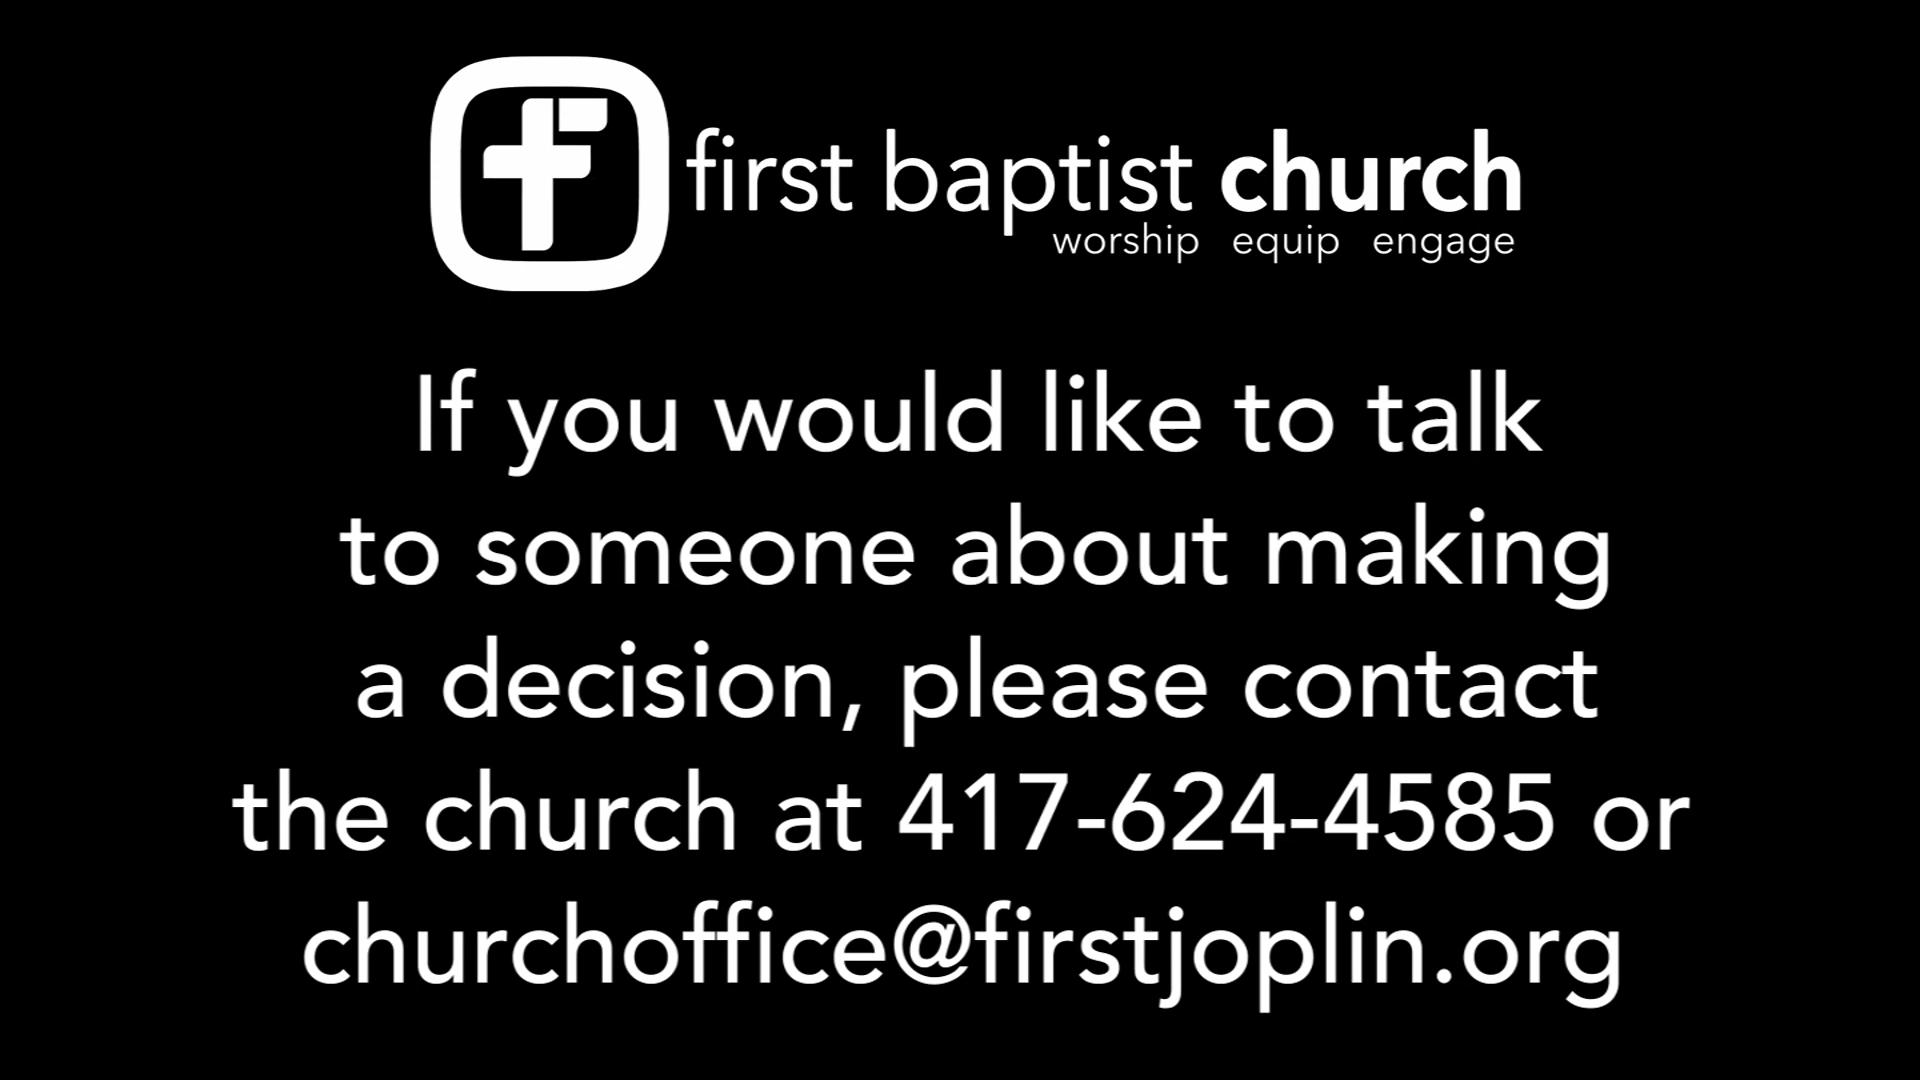 first baptist church
worship equip engage
If you would like to talk
to someone about making
a decision, please contact
the church at 417-624-4585 or
churchoffice@firstjoplin.org